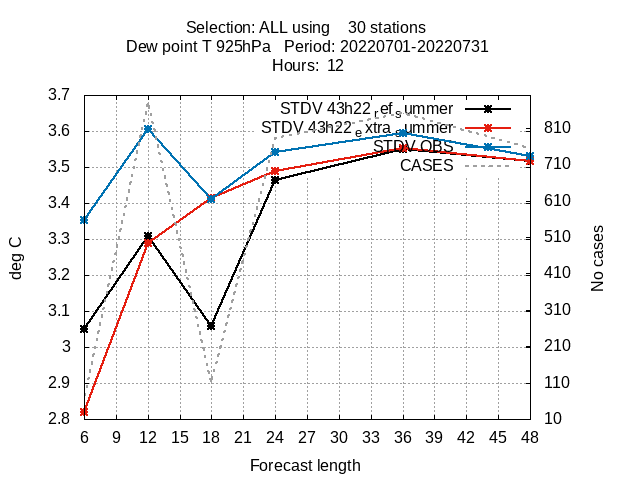 Selection: ALL using 30 stations
Dew point T 925hPa Period: 20220701-20220731
Hours: 12
STDV 43h22refsummer
STDV 43h22extrasummer
STDV OBS
CASES
3.7
3.6
3.5
3.4
3.3
3.2
3.1
3
2.9
2.8
deg C
810
710
610
510
410
310
210
110
10
No cases
6 9 12 15 18 21 24 27 30 33 36 39 42 45 48
Forecast length